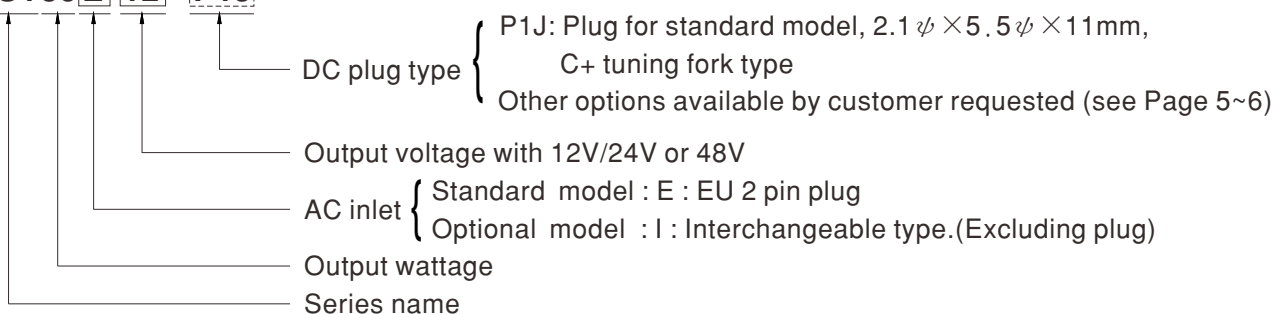 DC plug type
P1J: Plug for standard model, 2.1ψ×5.5ψ×11mm,
C+ tuning fork type
Other options available by customer requested (see Page 5~6)
Output voltage with 12V/24V or 48V
AC inlet
Standard model : E : EU 2 pin plug
Optional model : I : Interchangeable type.(Excluding plug)
Output wattage
Series name